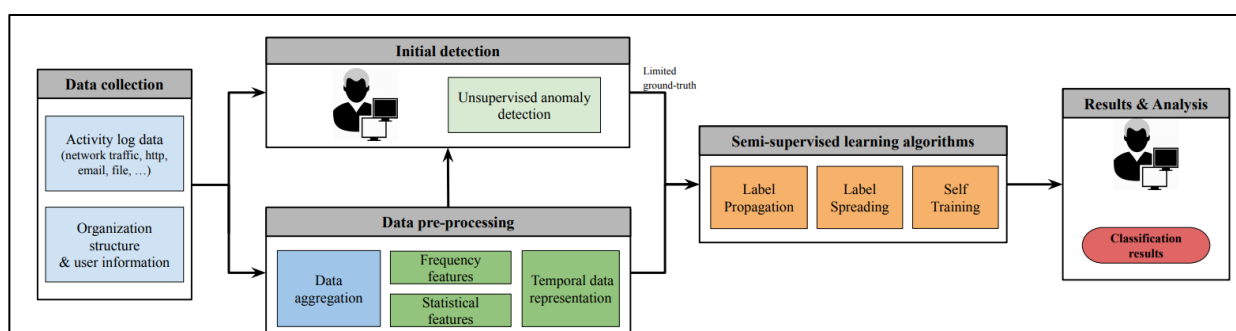 Data collection
Activity log data
(network traffic, http,
email, file, ...)
Organization
structure
& user information
Initial detection
Unsupervised anomaly
detection
Data pre-processing
Data
aggregation
Frequency
features
Statistical
features
Temporal data
representation
Limited
ground-truth
Semi-supervised learning algorithms
Label
Propagation
Label
Spreading
Self
Training
Results & Analysis
Classification
results